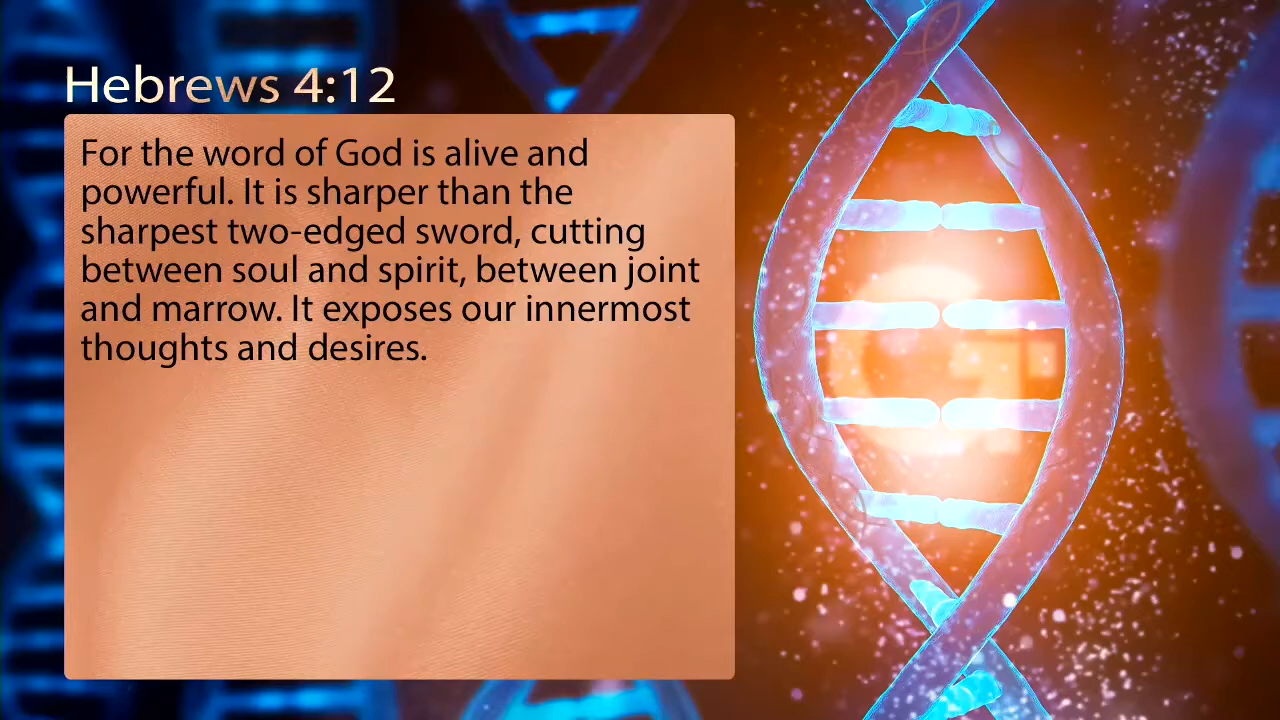 Hebrews 4:12
For the word of God is alive and
powerful. It is sharper than the
sharpest two-edged sword, cutting
between soul and spirit, between joint
and marrow. It exposes our innermost
thoughts and desires.